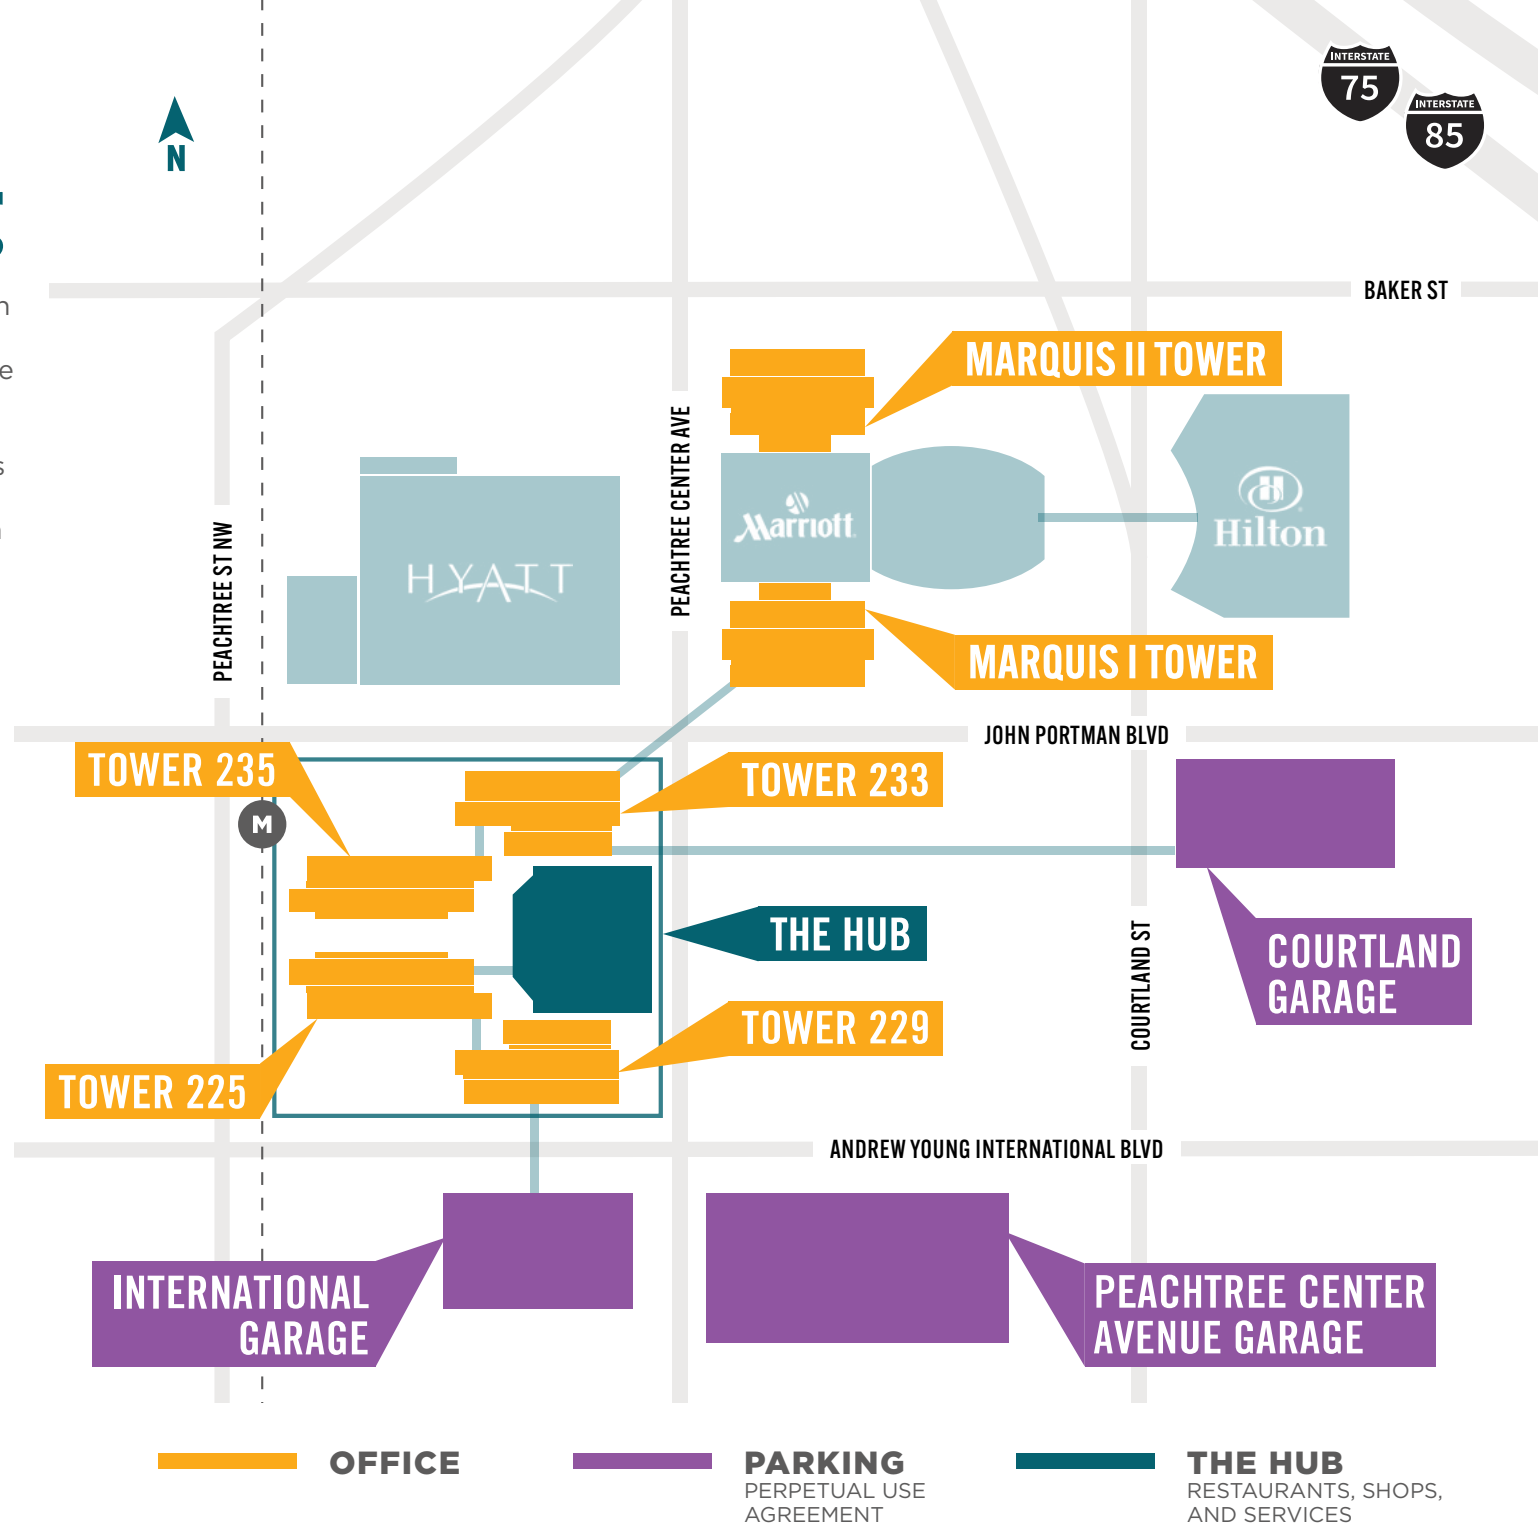 INTERSTATE
75
INTERSTATE
85
N
BAKER ST
MARQUIS II TOWER
PEACHTREE CENTER AVE
Marriott
Hilton
PEACHTREE ST NW
HYATT
MARQUIS I TOWER
JOHN PORTMAN BLVD
TOWER 235
TOWER 233
M
THE HUB
COURTLAND
GARAGE
COURTLAND ST
TOWER 229
TOWER 225
ANDREW YOUNG INTERNATIONAL BLVD
INTERNATIONAL
GARAGE
PEACHTREE CENTER
AVENUE GARAGE
OFFICE
PARKING
PERPETUAL USE
AGREEMENT
THE HUB
RESTAURANTS, SHOPS,
AND SERVICES